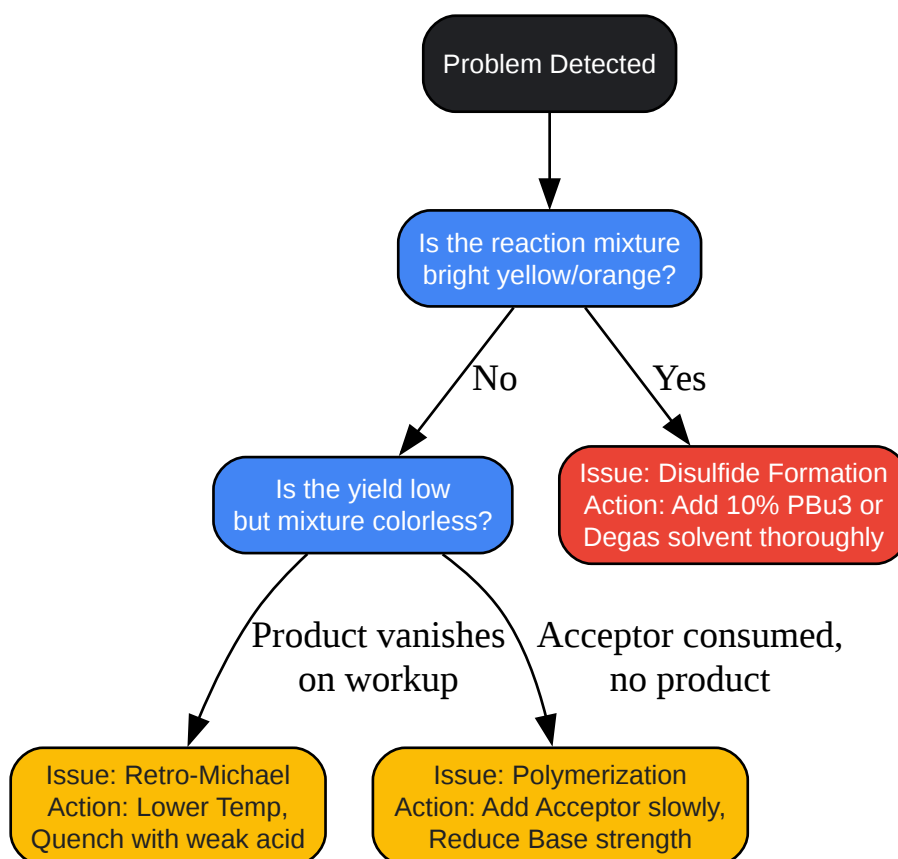 Problem Detected
Is the reaction mixture
bright yellow/orange?
No
Yes
Is the yield low
but mixture colorless?
Issue: Disulfide Formation
Action: Add 10% PBu3 or
Degas solvent thoroughly
Product vanishes
on workup
Acceptor consumed,
no product
Issue: Retro-Michael
Action: Lower Temp,
Quench with weak acid
Issue: Polymerization
Action: Add Acceptor slowly,
Reduce Base strength